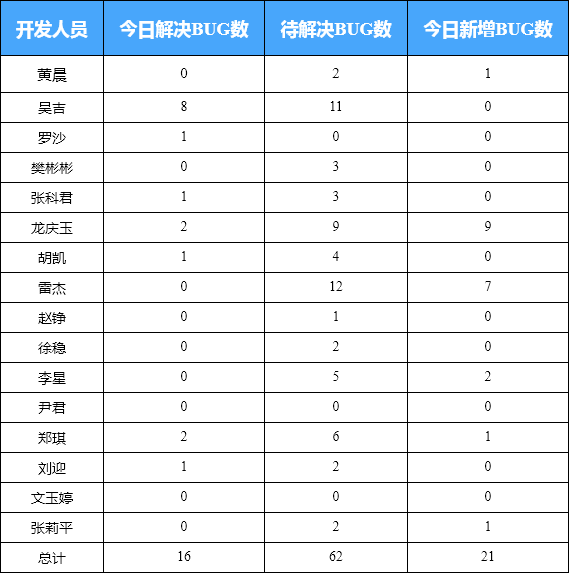 开发人员 今日解决BUG数 待解决BUG数 今日新增BUG数
黄晨 0 2 1
吴吉 8 11 0
罗沙 1 0 0
樊彬彬 0 3 0
张科君 1 3 0
龙庆玉 2 9 9
胡凯 1 4 0
雷杰 0 12 7
赵铮 0 1 0
徐稳 0 2 0
李星 0 5 2
尹君 0 0 0
郑琪 2 6 1
刘迎 1 2 0
文玉婷 0 0 0
张莉平 0 2 1
总计 16 62 21